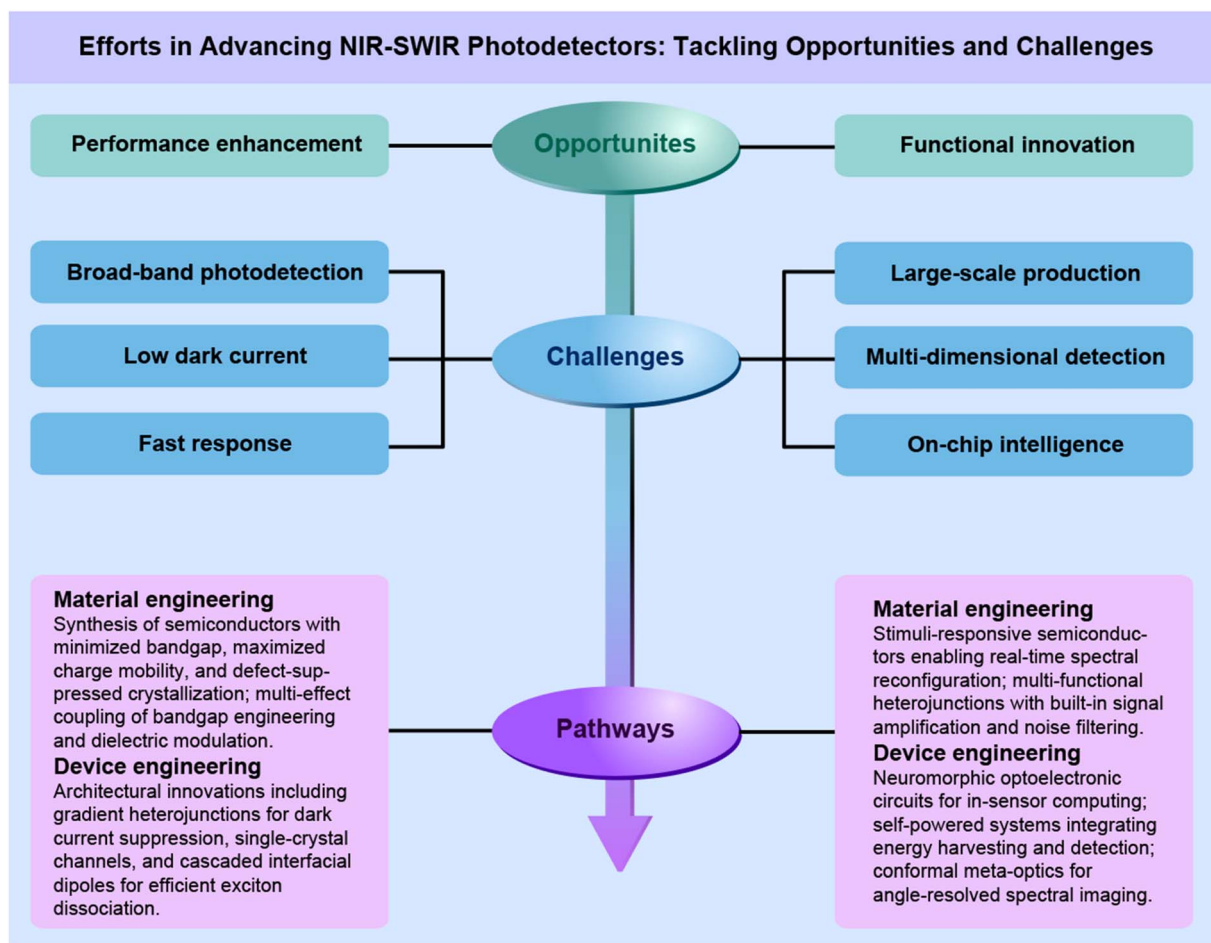 Efforts in Advancing NIR-SWIR Photodetectors: Tackling Opportunities and Challenges
Performance enhancement
Opportunites
Functional innovation
Broad-band photodetection
Low dark current
Fast response
Challenges
Large-scale production
Multi-dimensional detection
On-chip intelligence
Material engineering
Synthesis of semiconductors with
minimized bandgap, maximized
charge mobility, and defect-sup-
pressed crystallization; multi-effect
coupling of bandgap engineering
and dielectric modulation.
Device engineering
Architectural innovations including
gradient heterojunctions for dark
current suppression, single-crystal
channels, and cascaded interfacial
dipoles for efficient exciton
dissociation.
Pathways
Material engineering
Stimuli-responsive semiconduc-
tors enabling real-time spectral
reconfiguration; multi-functional
heterojunctions with built-in signal
amplification and noise filtering.
Device engineering
Neuromorphic optoelectronic
circuits for in-sensor computing;
self-powered systems integrating
energy harvesting and detection;
conformal meta-optics for
angle-resolved spectral imaging.